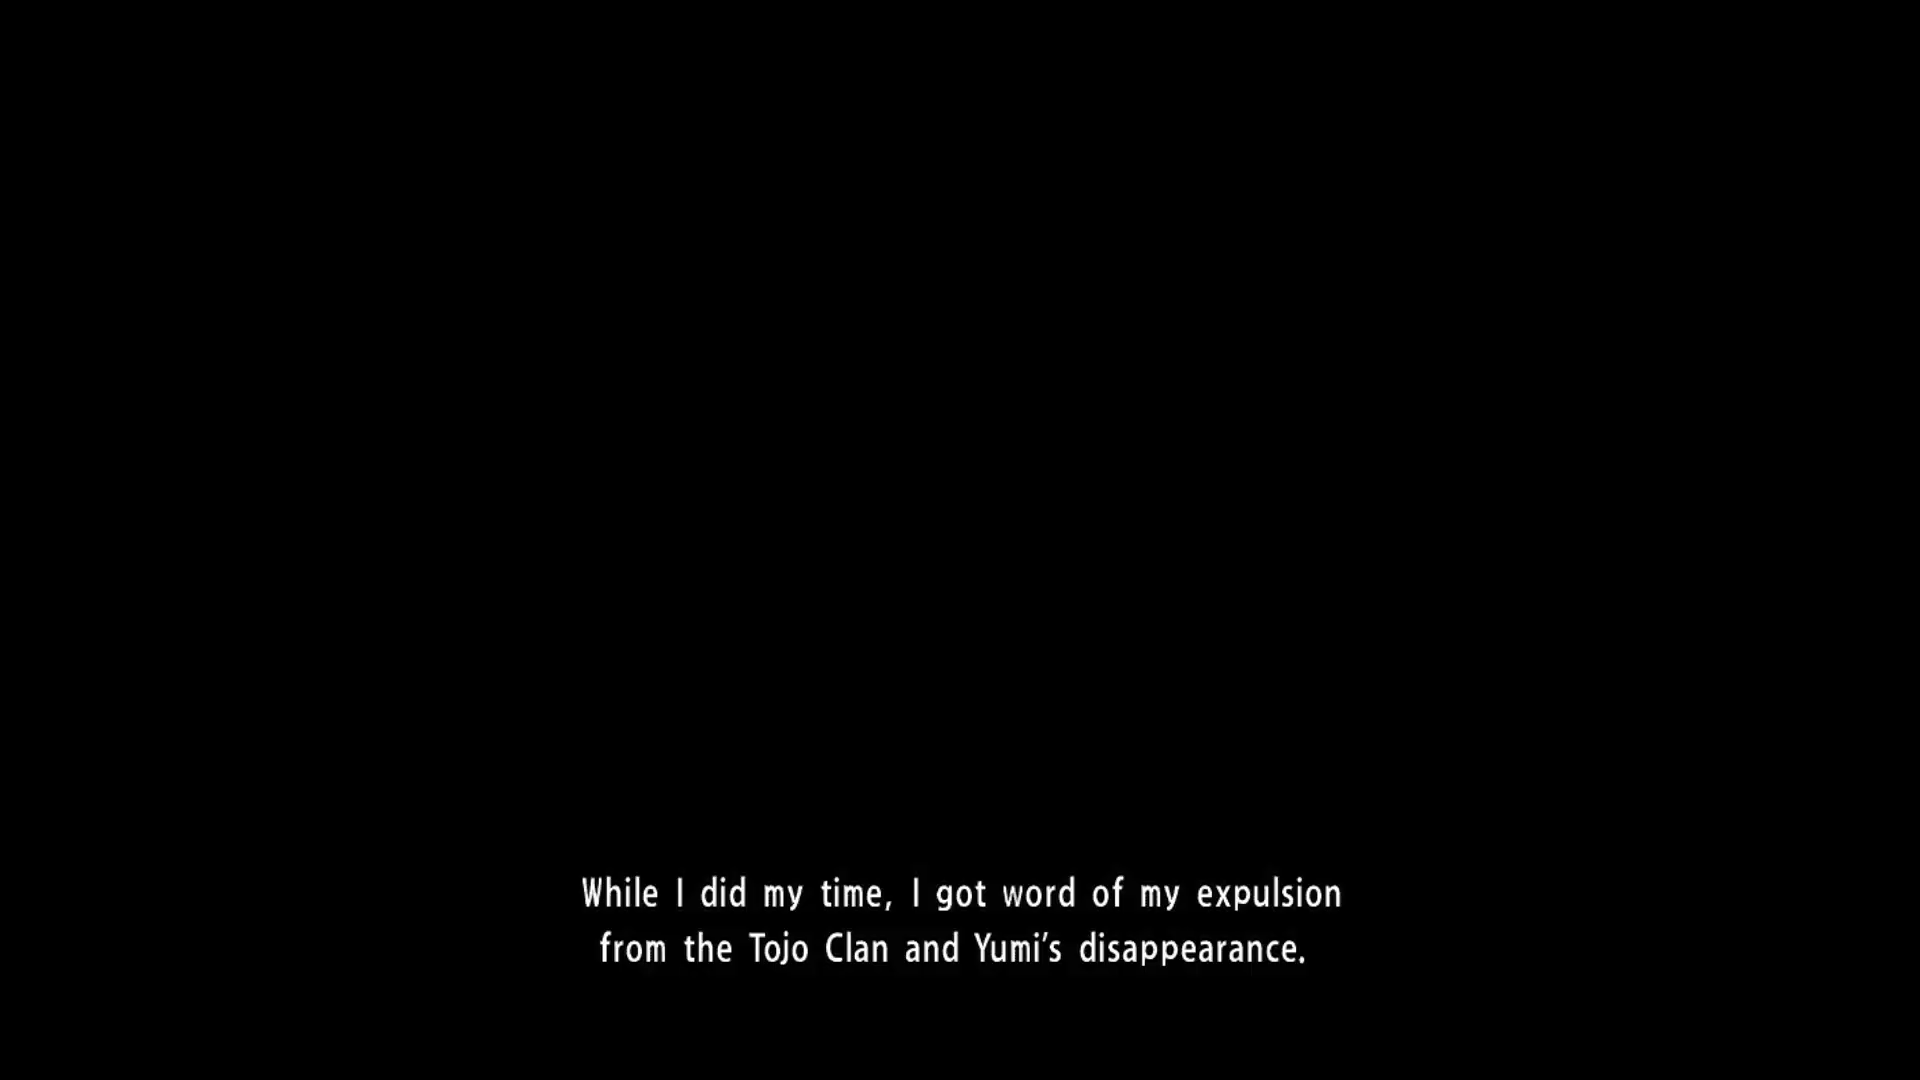 While I did my time, I got word of my expulsion
from the Tojo Clan and Yumi's disappearance.